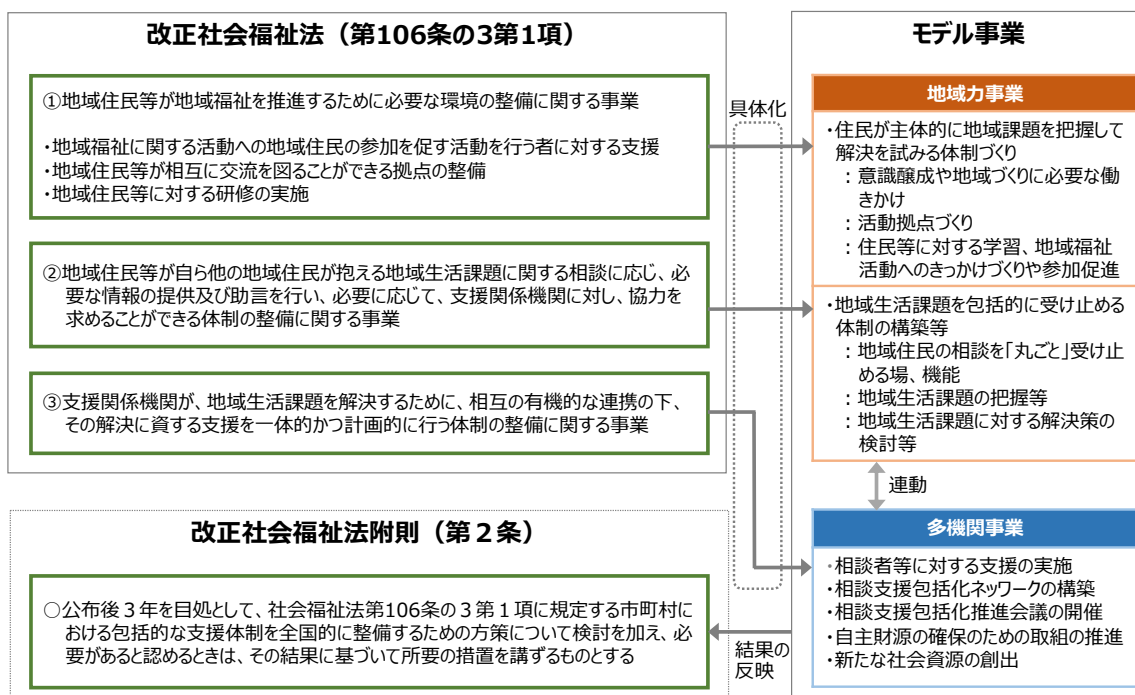 改正社会福祉法（第106条の3第1項）
①地域住民等が地域福祉を推進するために必要な環境の整備に関する事業
・地域福祉に関する活動への地域住民の参加を促す活動を行う者に対する支援
・地域住民等が相互に交流を図ることができる拠点の整備
・地域住民等に対する研修の実施
②地域住民等が自ら他の地域住民が抱える地域生活課題に関する相談に応じ、必
要な情報の提供及び助言を行い、必要に応じて、支援関係機関に対し、協力を
求めることができる体制の整備に関する事業
③支援関係機関が、地域生活課題を解決するために、相互の有機的な連携の下、
その解決に資する支援を一体的かつ計画的に行う体制の整備に関する事業
改正社会福祉法附則（第２条）
○公布後３年を目処として、社会福祉法第106条の３第１項に規定する市町村に
おける包括的な支援体制を全国的に整備するための方策について検討を加え、必
要があると認めるときは、その結果に基づいて所要の措置を講ずるものとする
具体化
結果の
反映
モデル事業
地域力事業
・住民が主体的に地域課題を把握して
解決を試みる体制づくり
：意識醸成や地域づくりに必要な働
きかけ
：活動拠点づくり
：住民等に対する学習、地域福祉
活動へのきっかけづくりや参加促進
・地域生活課題を包括的に受け止める
体制の構築等
：地域住民の相談を「丸ごと」受け止
める場、機能
：地域生活課題の把握等
：地域生活課題に対する解決策の
検討等
連動
多機関事業
・相談者等に対する支援の実施
・相談支援包括化ネッワークの構築
・相談支援包括化推進会議の開催
・自主財源の確保のための取組の推進
・新たな社会資源の創出